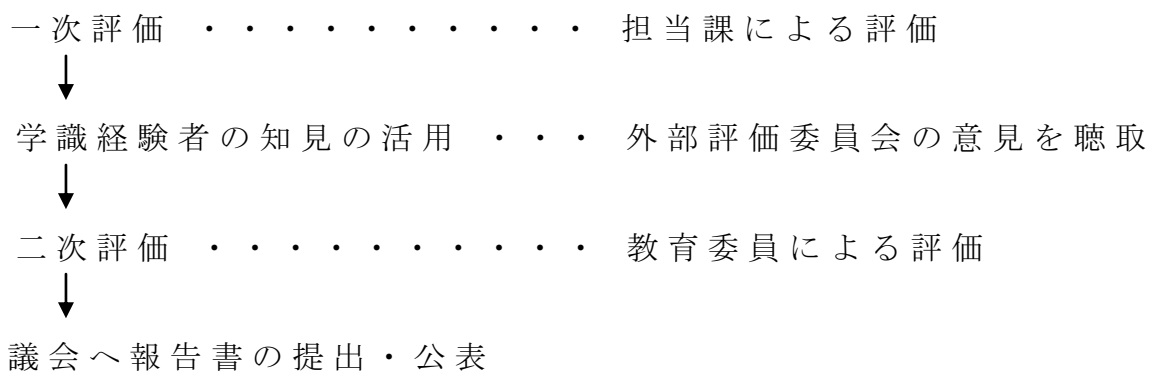 一次評価 ・・・・・・・・・・ 担当課による評価
↓
学識経験者の知見の活用 ・・・ 外部評価委員会の意見を聴取
↓
二次評価 ・・・・・・・・・・ 教育委員による評価
↓
議会へ報告書の提出・公表